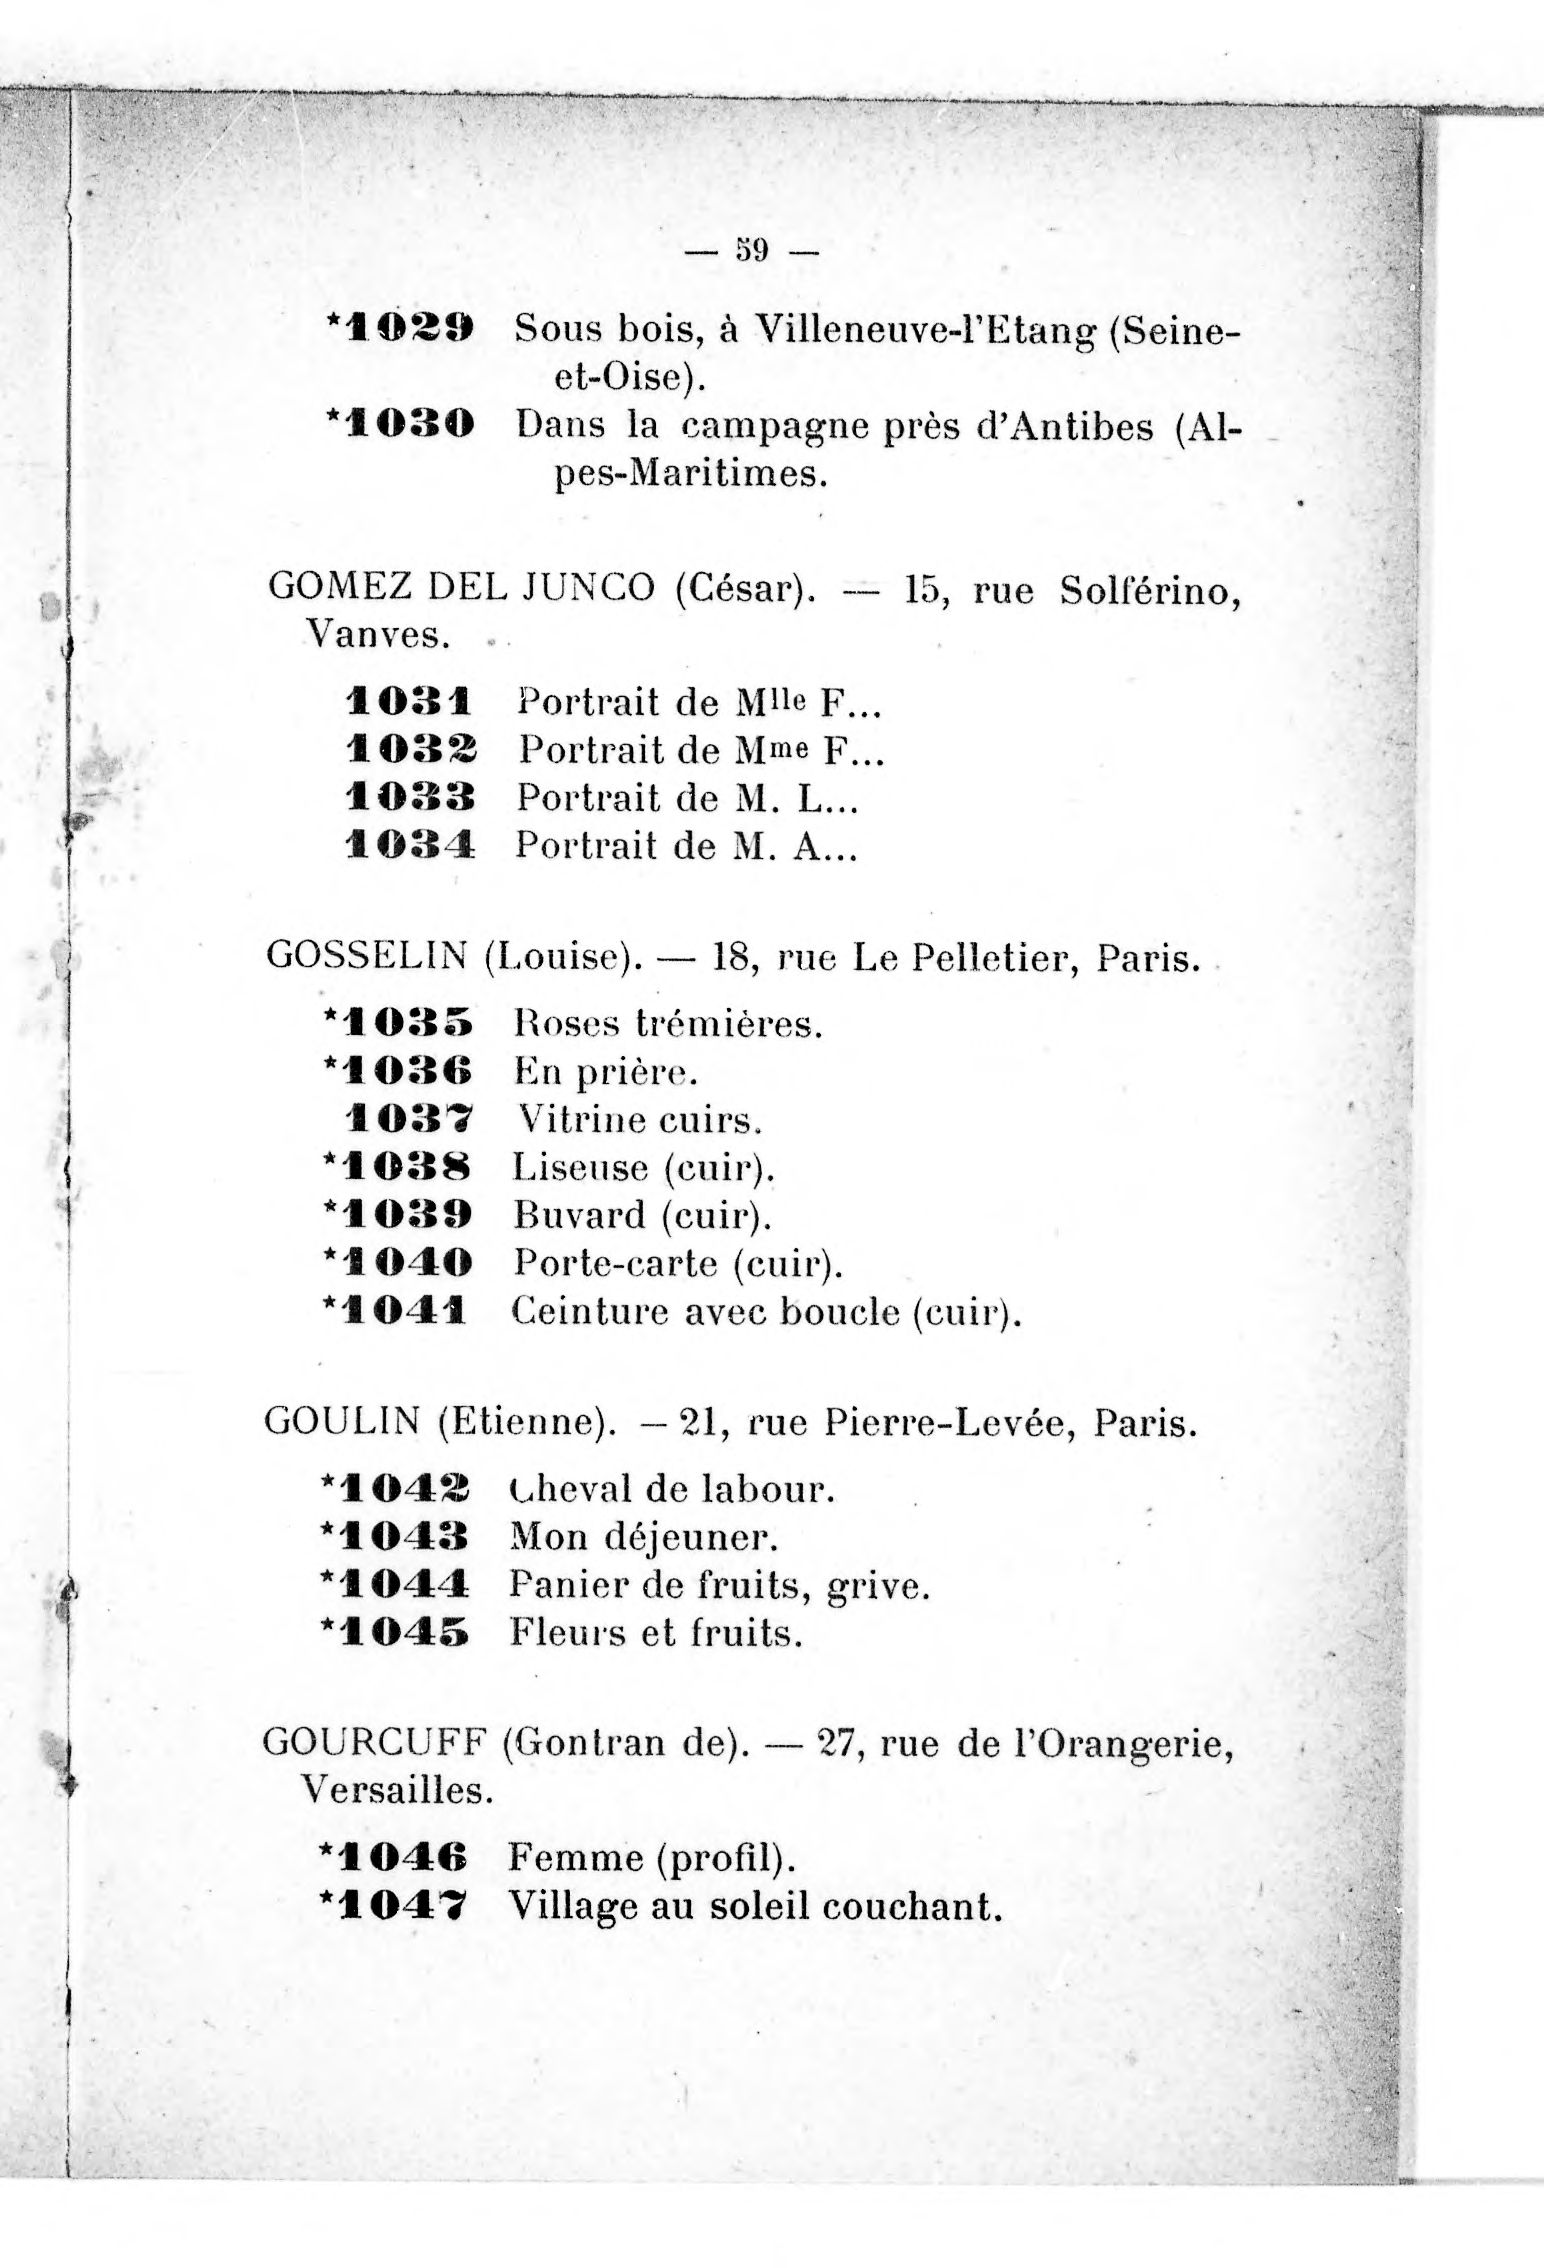 — 59 —
*1029 Sous bois, à Villeneuve-l'Etang (Seine-
et-Oise).
*1030 Dans la campagne près d'Antibes (Al-
pes-Maritimes.
GOMEZ DEL JUNCO (César). — 15, rue Solférino,
Vanves.
1031 Portrait de Mlle F...
1032 Portrait de Mme F...
1033 Portrait de M. L...
1034 Portrait de M. A...
GOSSELIN (Louise). — 18, rue Le Pelletier, Paris.
*1035 Roses trémières.
*1036 En prière.
1037 Vitrine cuirs.
*1038 Liseuse (cuir).
*1039 Buvard (cuir).
*1040 Porte-carte (cuir).
*1041 Ceinture avec boucle (cuir).
GOULIN (Etienne). — 21, rue Pierre-Levée, Paris.
*1042 Cheval de labour.
*1043 Mon déjeuner.
*1044 Panier de fruits, grive.
*1045 Fleurs et fruits.
GOURCUFF (Gontran de). — 27, rue de l'Orangerie,
Versailles.
*1046 Femme (profil).
*1047 Village au soleil couchant.